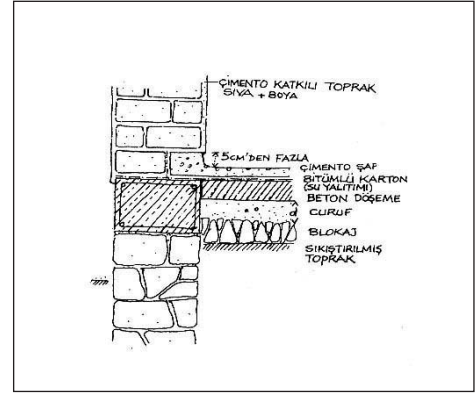 ÇİMENTO KATKILI TOPRAK
SIVA + BOYA
5CM'DEN FAZLA
ÇİMENTO ŞAP
BİTÜMLÜ KARTON
(SU YALITIMI)
BETON DÖŞEME
CURUF
BLOKAJ
SIKIŞTIRILMIŞ
TOPRAK